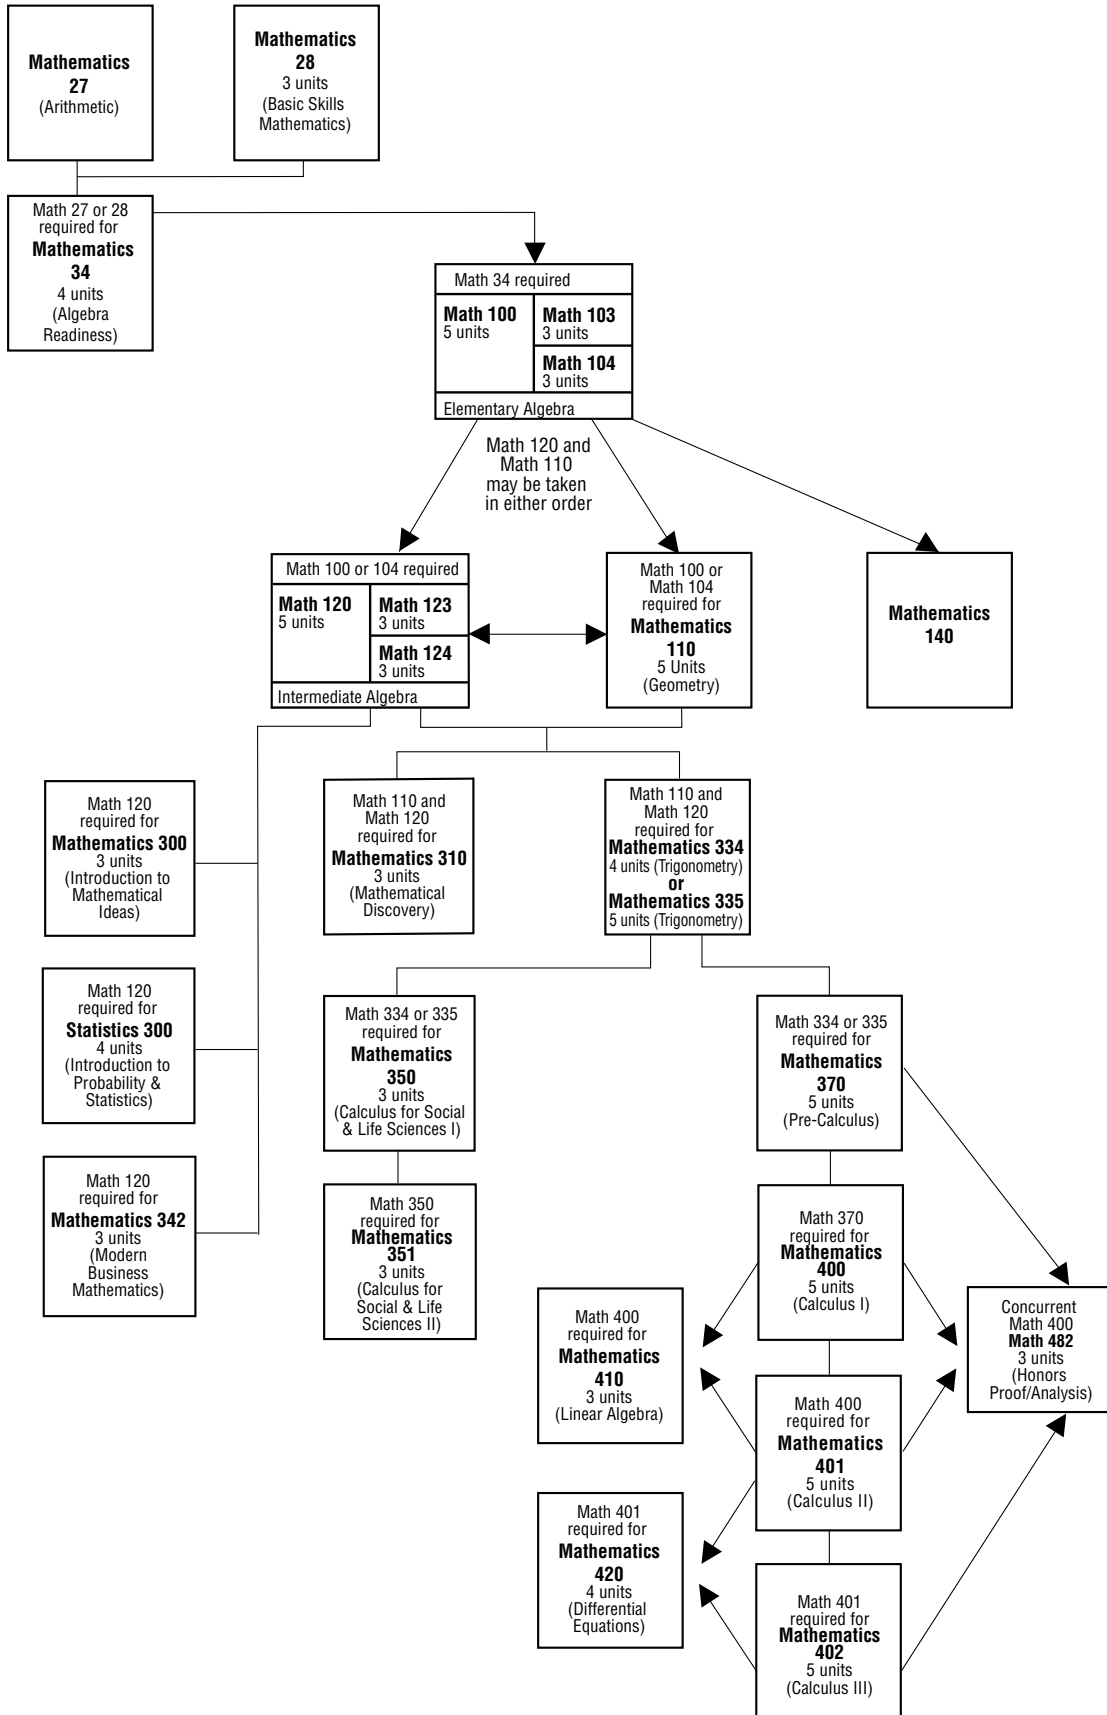 Mathematics
27
(Arithmetic)
Mathematics
28
3 units
(Basic Skills
Mathematics)
Math 27 or 28
required for
Mathematics
34
4 units
(Algebra
Readiness)
Math 34 required
Math 100
5 units
Math 103
3 units
Math 104
3 units
Elementary Algebra
Math 120 and
Math 110
may be taken
in either order
Math 100 or 104 required
Math 120
5 units
Math 123
3 units
Math 124
3 units
Intermediate Algebra
Math 100 or
Math 104
required for
Mathematics
110
5 Units
(Geometry)
Mathematics
140
Math 120
required for
Mathematics 300
3 units
(Introduction to
Mathematical
Ideas)
Math 110 and
Math 120
required for
Mathematics 310
3 units
(Mathematical
Discovery)
Math 110 and
Math 120
required for
Mathematics 334
4 units (Trigonometry)
or
Mathematics 335
5 units (Trigonometry)
Math 120
required for
Statistics 300
4 units
(Introduction to
Probability &
Statistics)
Math 334 or 335
required for
Mathematics
350
3 units
(Calculus for Social
& Life Sciences I)
Math 334 or 335
required for
Mathematics
370
5 units
(Pre-Calculus)
Math 120
required for
Mathematics 342
3 units
(Modern
Business
Mathematics)
Math 350
required for
Mathematics
351
3 units
(Calculus for
Social & Life
Sciences II)
Math 370
required for
Mathematics
400
5 units
(Calculus I)
Math 400
required for
Mathematics
410
3 units
(Linear Algebra)
Concurrent
Math 400
Math 482
3 units
(Honors
Proof/Analysis)
Math 400
required for
Mathematics
401
5 units
(Calculus II)
Math 401
required for
Mathematics
420
4 units
(Differential
Equations)
Math 401
required for
Mathematics
402
5 units
(Calculus III)